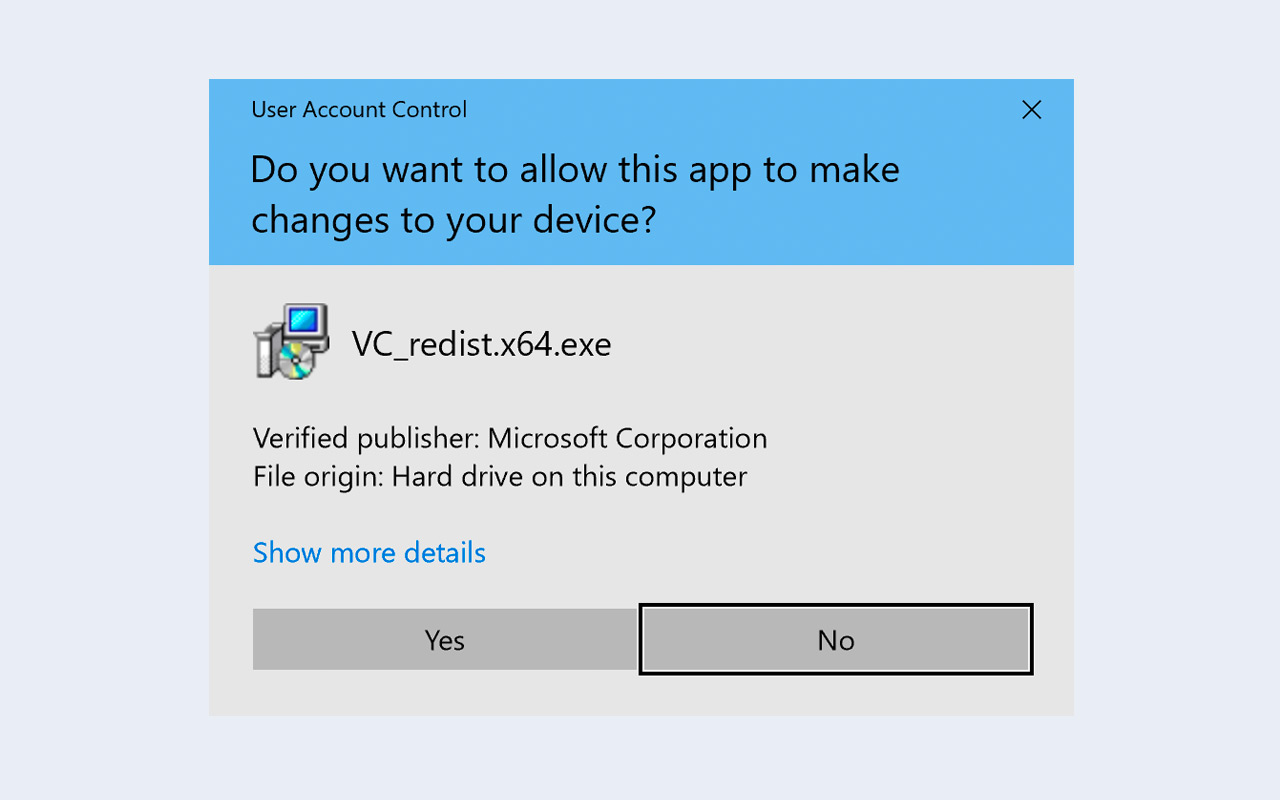 User Account Control
Do you want to allow this app to make
changes to your device?
VC_redist.x64.exe
Verified publisher: Microsoft Corporation
File origin: Hard drive on this computer
Show more details
Yes
No